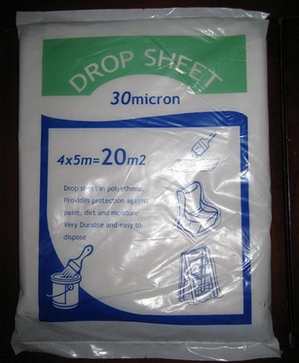 DROP SHEET
30micron
4x5m=20m2
Drop sheet in polyethene,
Provides protection against
paint, dirt and moisture
Very Durable and easy to
dispose